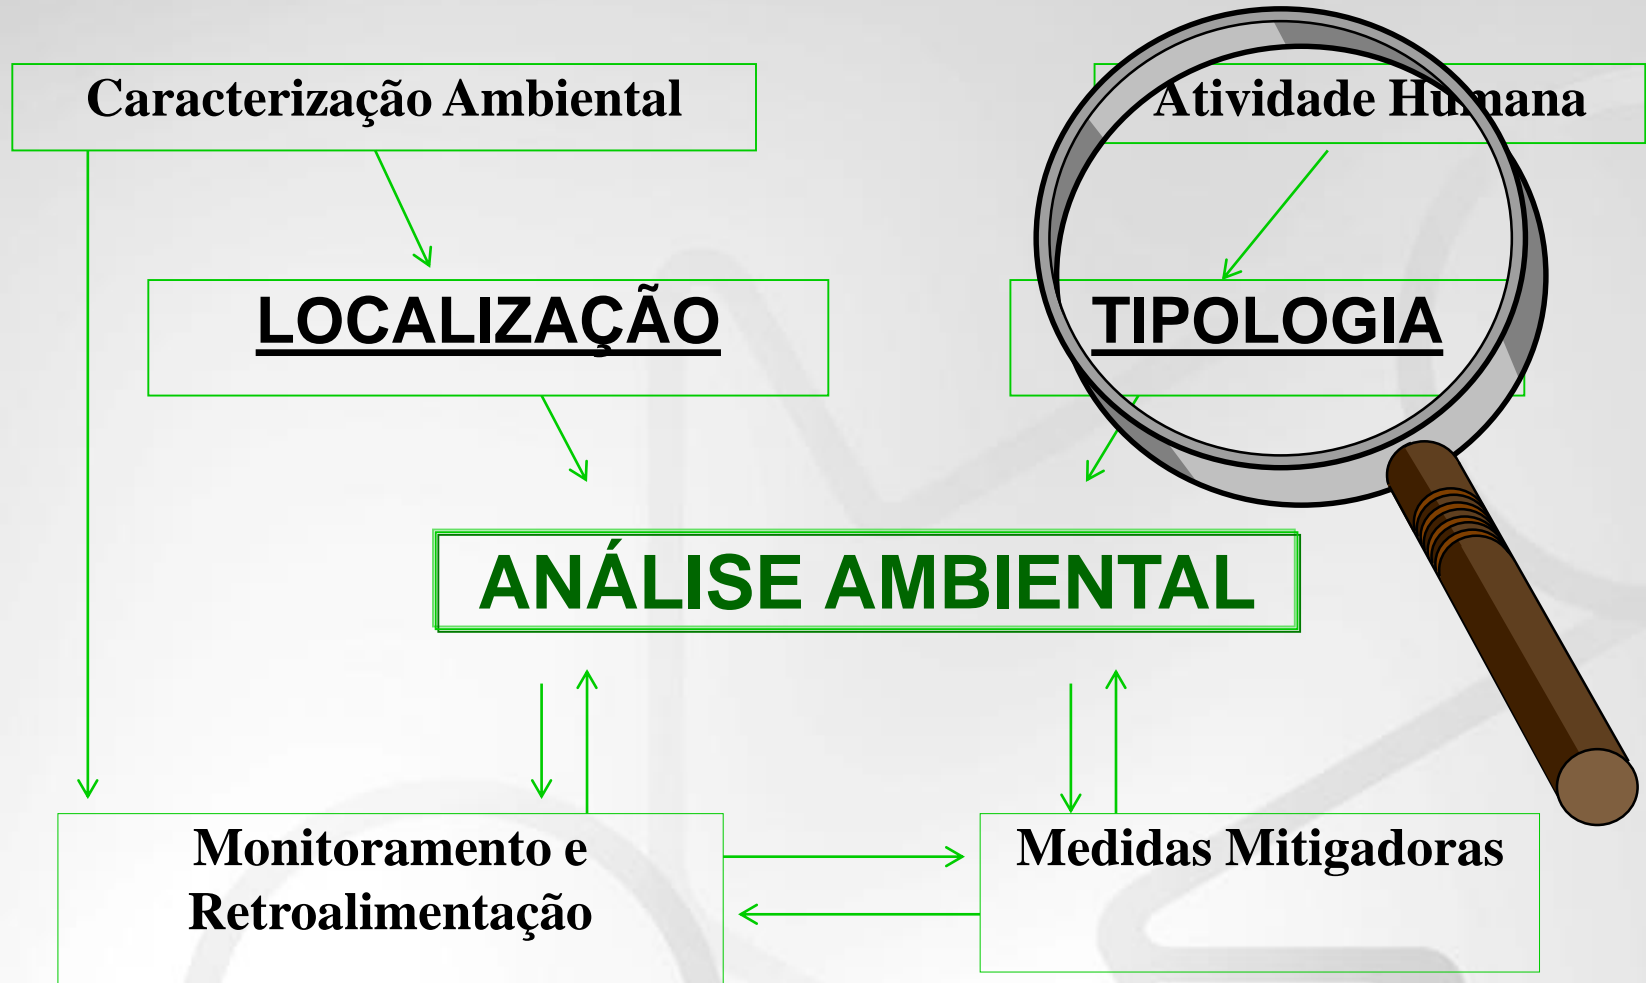 Caracterização Ambiental
Atividade Humana
LOCALIZAÇÃO
TIPOLOGIA
ANÁLISE AMBIENTAL
Monitoramento e
Retroalimentação
Medidas Mitigadoras